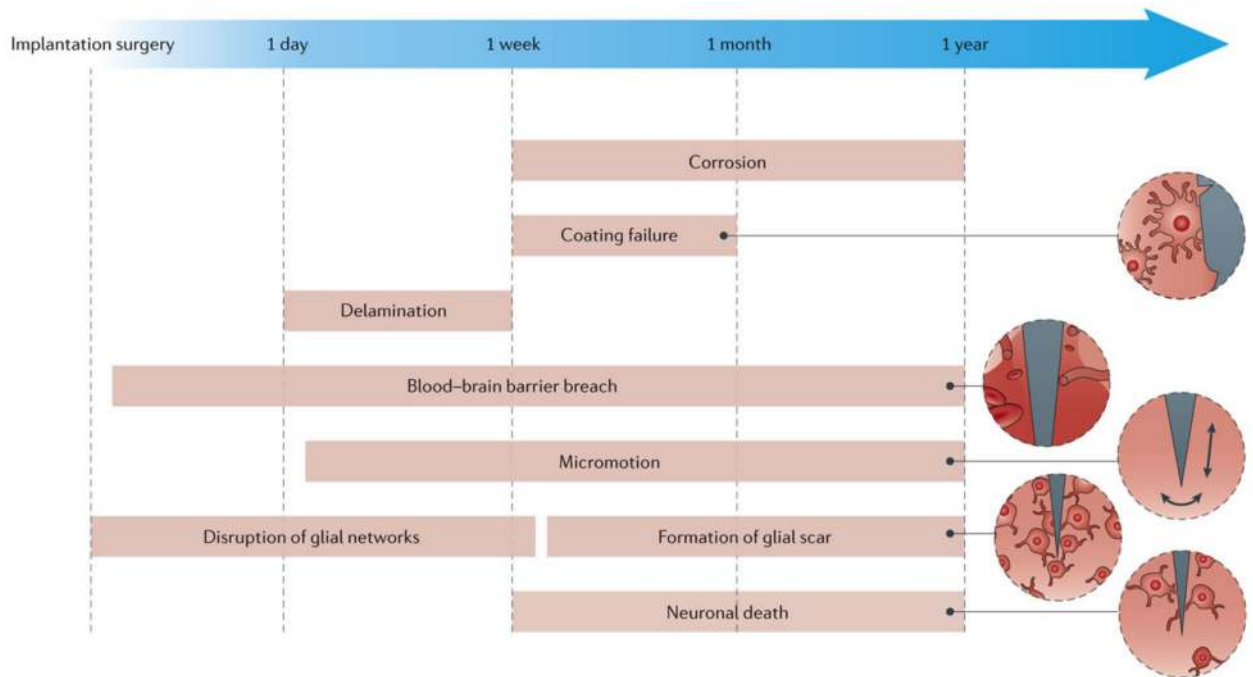 Implantation surgery 1 day 1 week 1 month 1 year
Corrosion
Coating failure
Delamination
Blood–brain barrier breach
Micromotion
Disruption of glial networks Formation of glial scar
Neuronal death